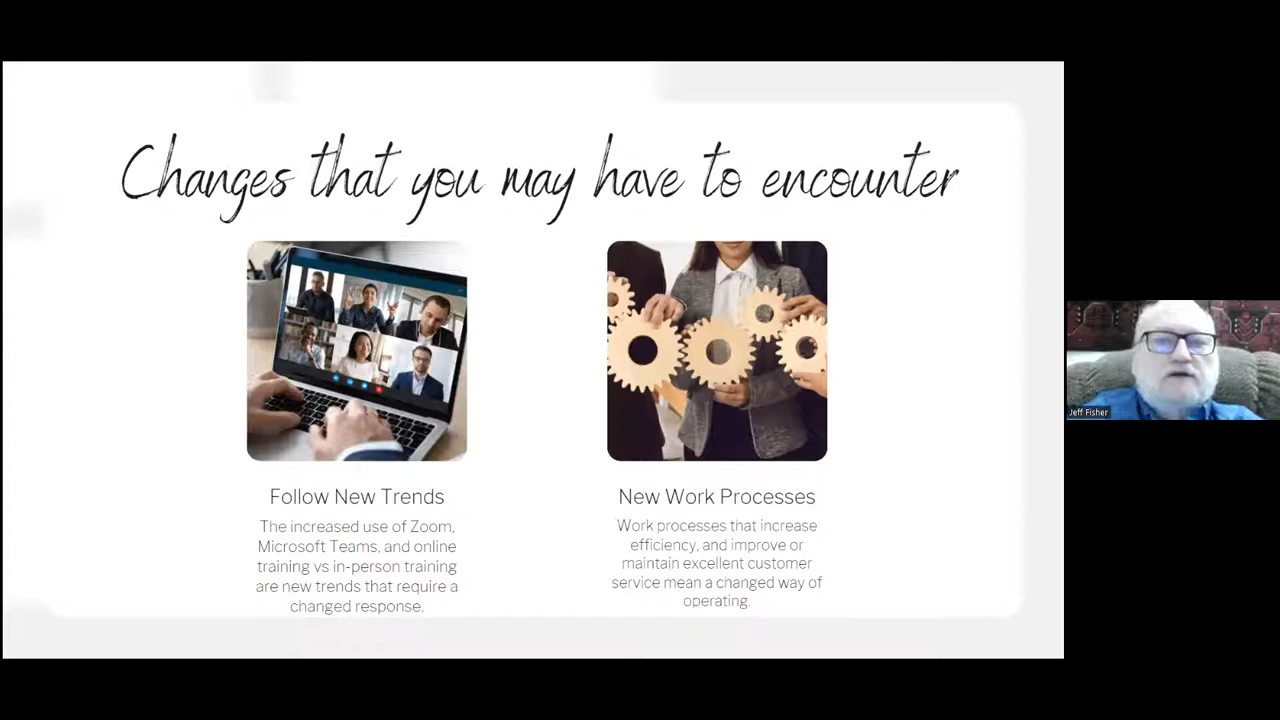 Changes that you may have to encounter
Follow New Trends
The increased use of Zoom,
Microsoft Teams, and online
training vs in-person training
are new trends that require a
changed response.
New Work Processes
Work processes that increase
efficiency, and improve or
maintain excellent customer
service mean a changed way of
operating.
Jeff Fisher